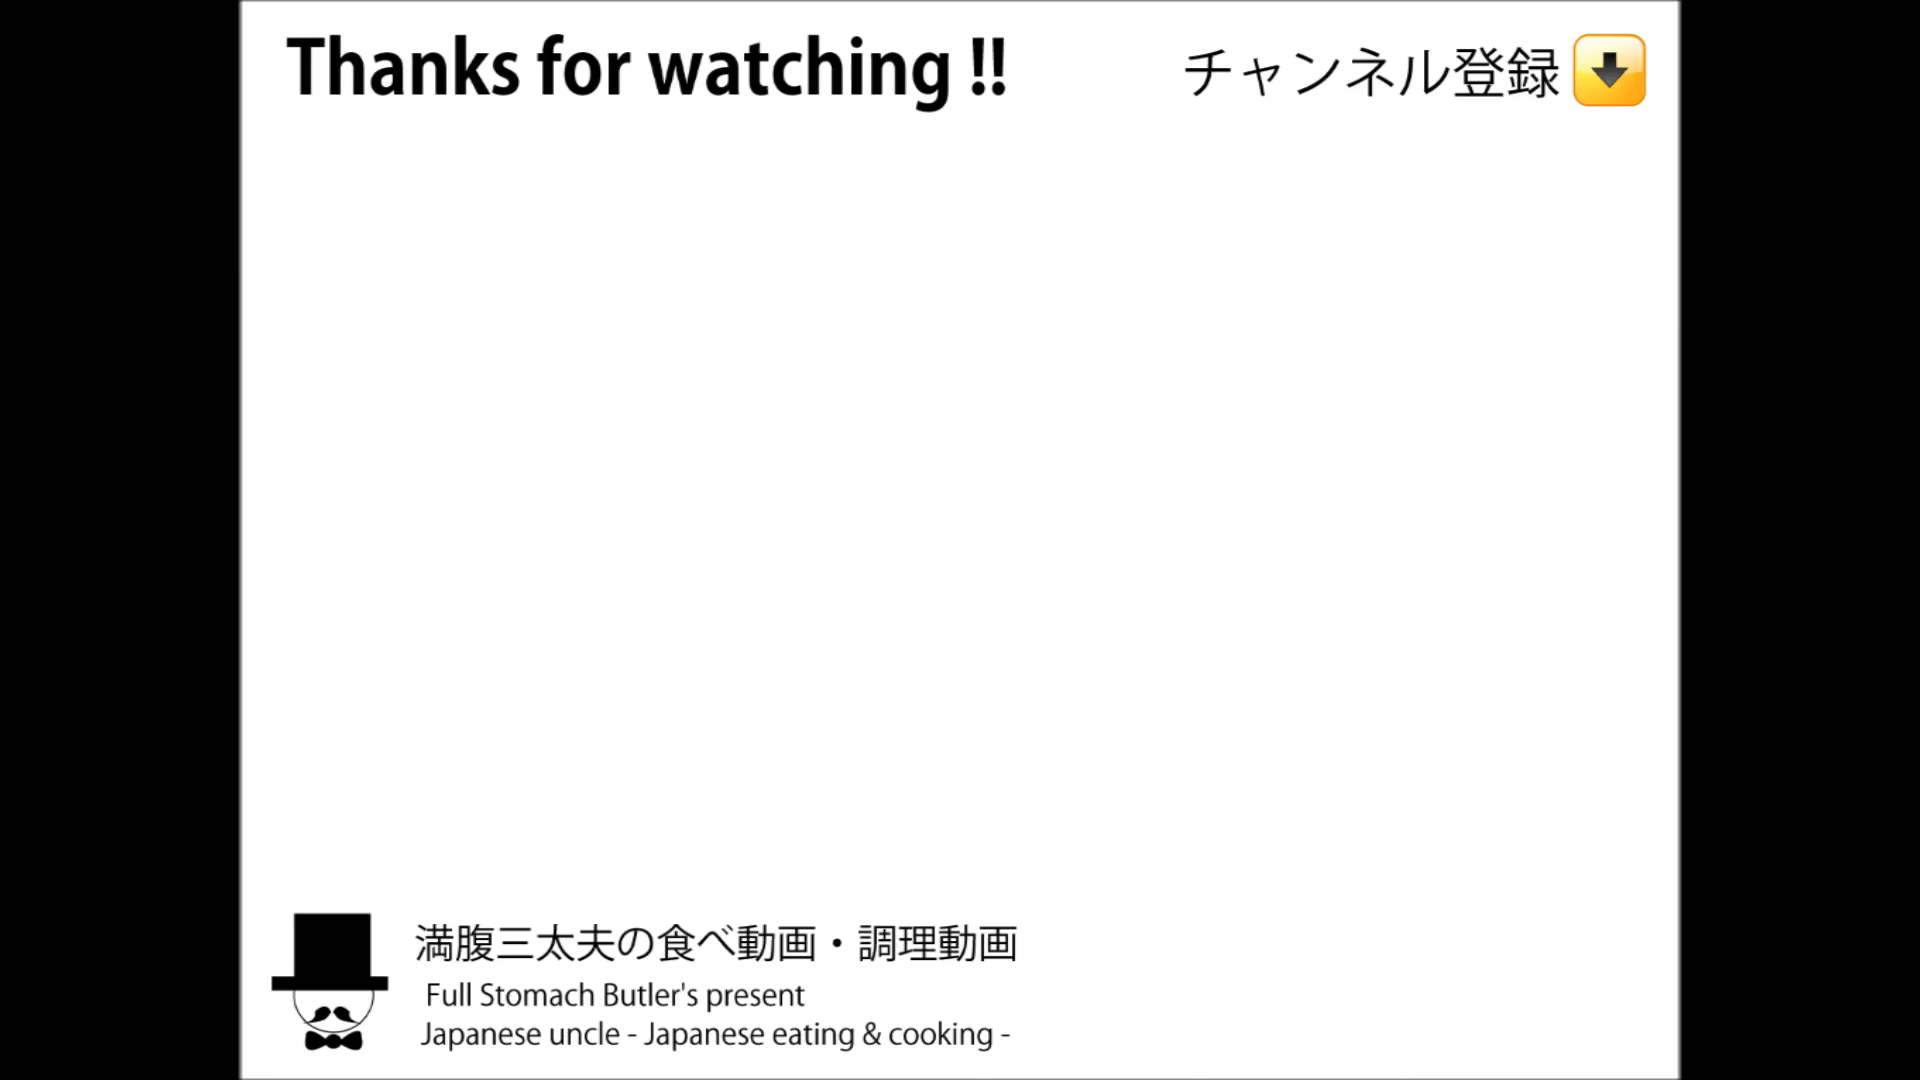 Thanks for watching !!
チャンネル登録
満腹三太夫の食べ動画・調理動画
Full Stomach Butler's present
Japanese uncle - Japanese eating & cooking -